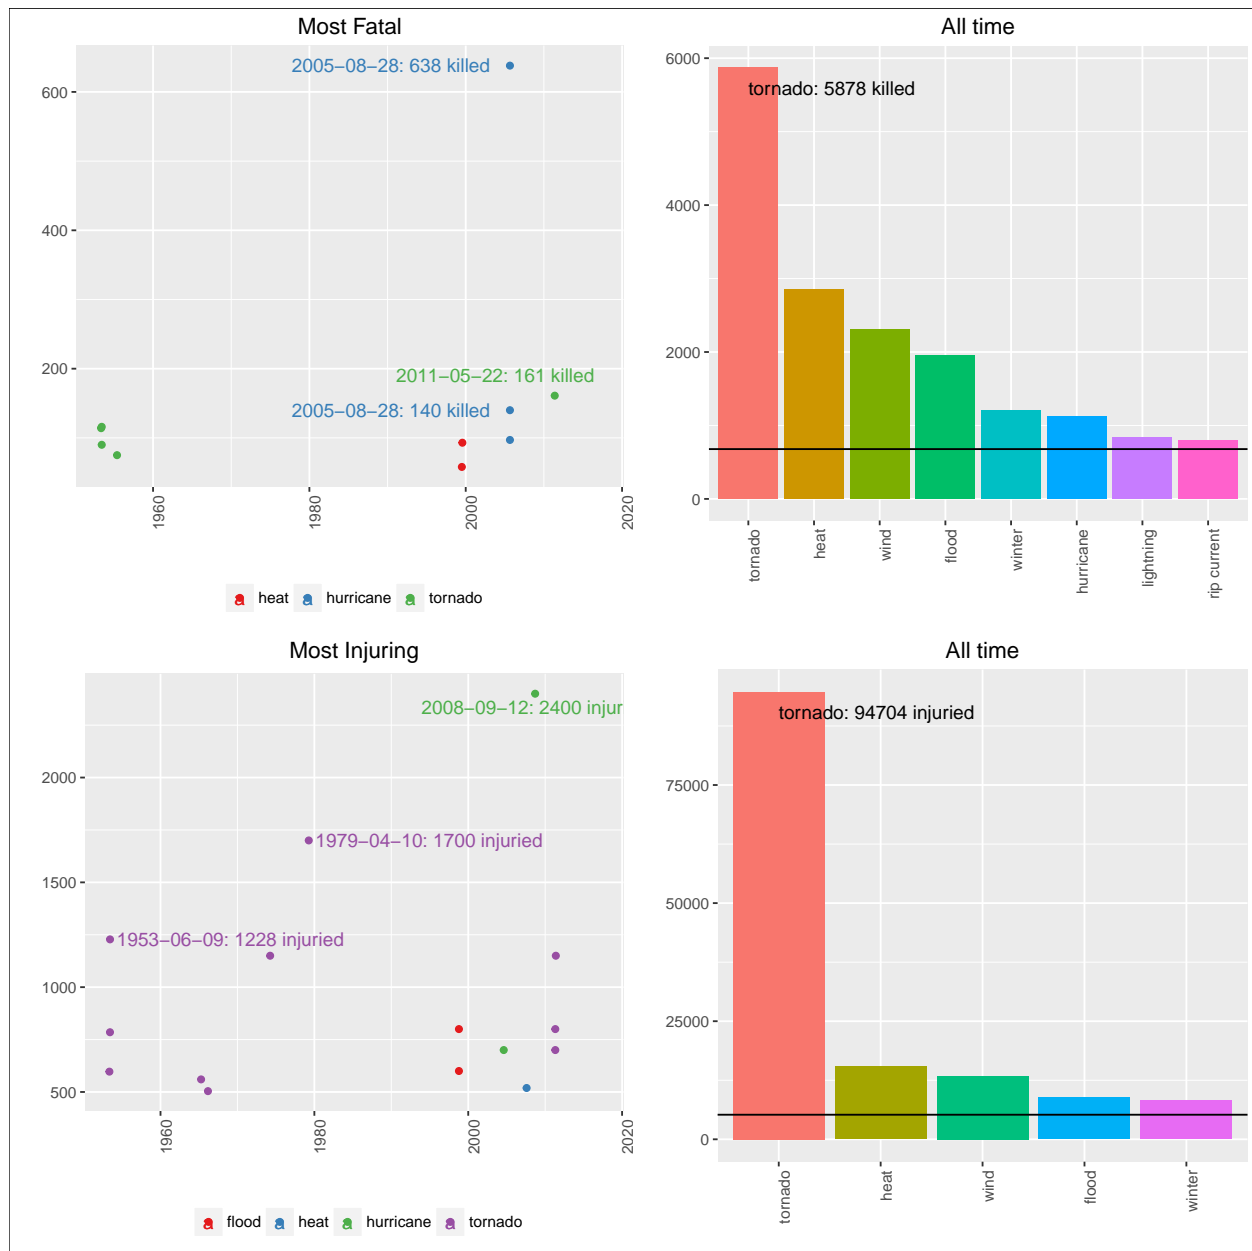 Most Fatal
600
400
200
2005−08−28: 638 killed
2011−05−22: 161 killed
2005−08−28: 140 killed
1960
1980
2000
2020
a heat a hurricane a tornado
All time
6000
4000
2000
0
tornado: 5878 killed
tornado
heat
wind
flood
winter
hurricane
lightning
rip current
Most Injuring
2000
1500
1000
500
2008−09−12: 2400 injur
1979−04−10: 1700 injuried
1953−06−09: 1228 injuried
1960
1980
2000
2020
a flood a heat a hurricane a tornado
All time
75000
50000
25000
0
tornado: 94704 injuried
tornado
heat
wind
flood
winter